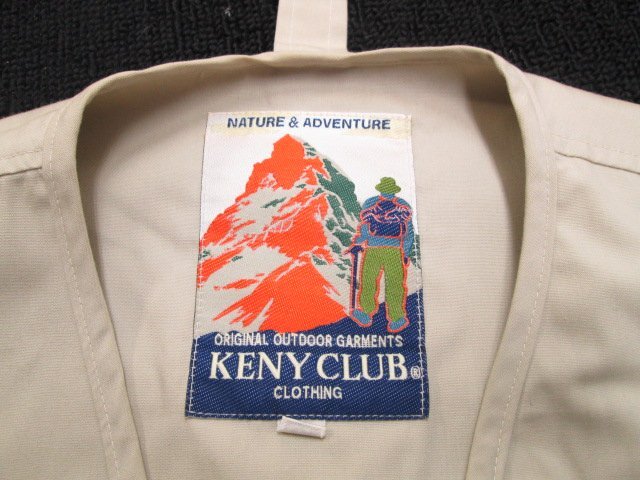 NATURE & ADVENTURE
ORIGINAL OUTDOOR GARMENTS
KENY CLUB®
CLOTHING